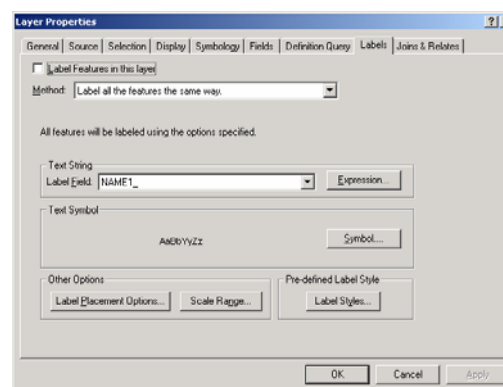 Layer Properties
General Source Selection Display Symbology Fields Definition Query Labels Joins & Relates
Label Features in this layer
Method: Label all the features the same way.
All features will be labeled using the options specified.
Text String
Label Field: NAME1_ Expression...
Text Symbol
AaBbYyZz Symbol...
Other Options Pre-defined Label Style
Label Placement Options... Scale Range... Label Styles...
OK Cancel Apply